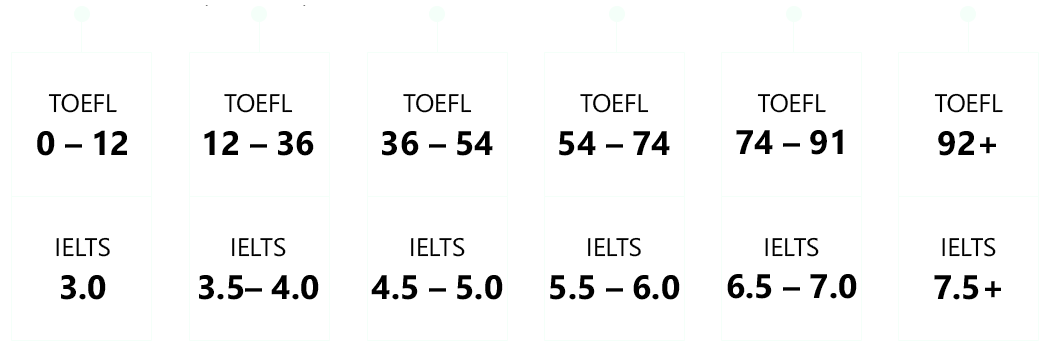 TOEFL
0 – 12
TOEFL
12 – 36
TOEFL
36 – 54
TOEFL
54 – 74
TOEFL
74 – 91
TOEFL
92+
IELTS
3.0
IELTS
3.5– 4.0
IELTS
4.5 – 5.0
IELTS
5.5 – 6.0
IELTS
6.5 – 7.0
IELTS
7.5+